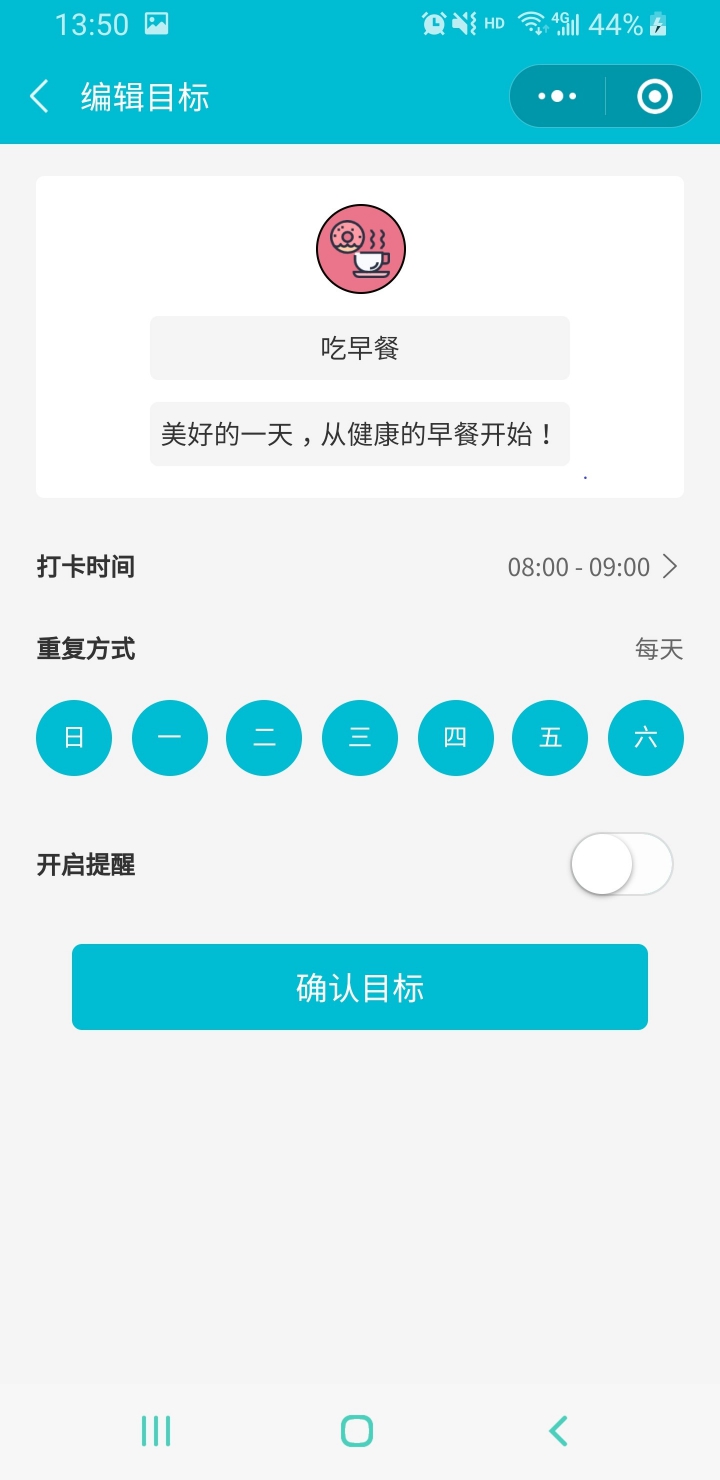 13:50
HD
4G
44%
编辑目标
吃早餐
美好的一天，从健康的早餐开始！
打卡时间
08:00 - 09:00
重复方式
每天
日 一 二 三 四 五 六
开启提醒
确认目标